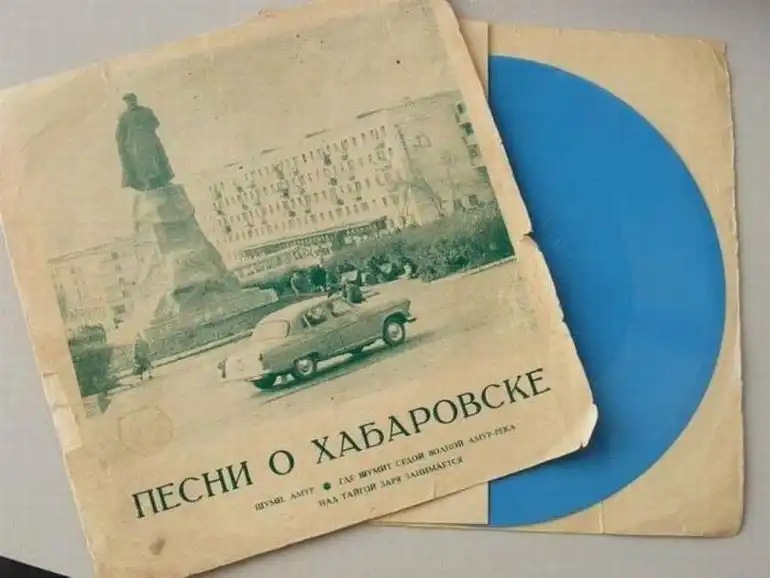 ПЕСНИ О ХАБАРОВСКЕ
ШУМИ, АМУР ● ГДЕ ШУМИТ СЕДОЙ ВОЛНОЙ АМУР-РЕКА
НАД ТАЙГОЙ ЗАРЯ ЗАНИМАЕТСЯ